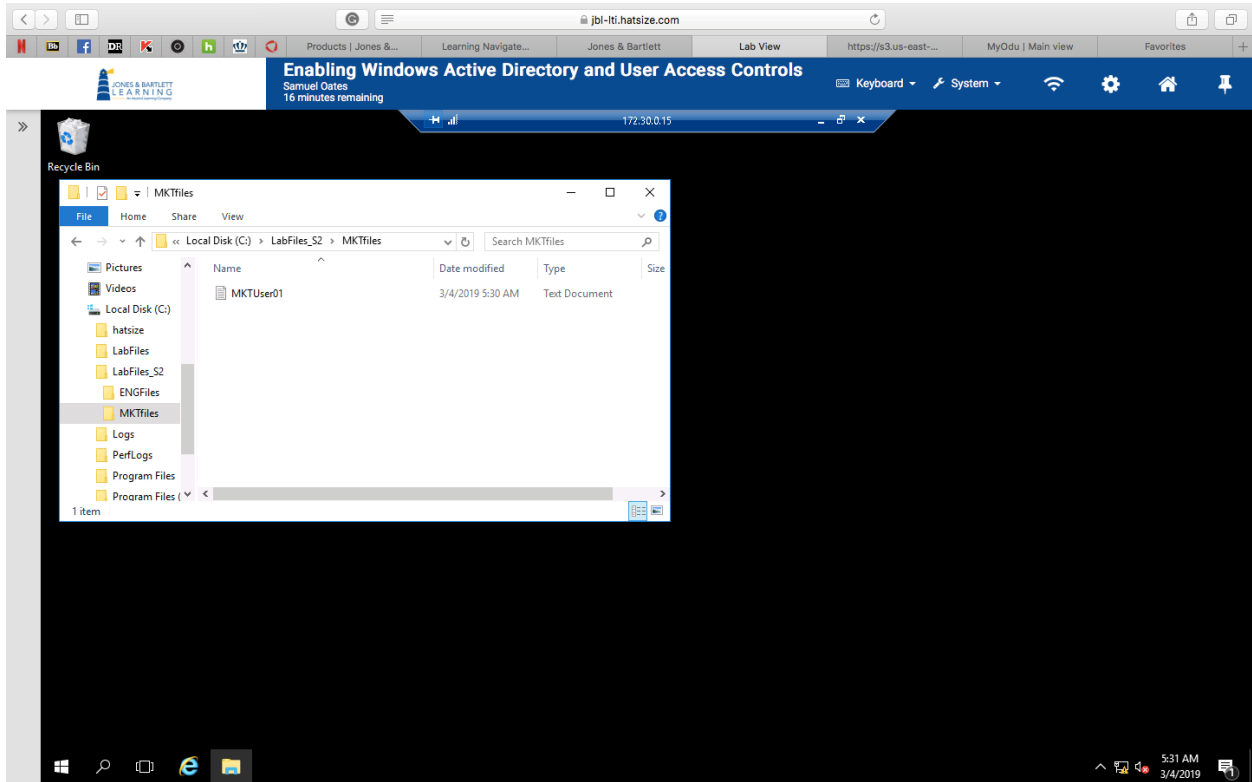 jbl-lti.hatsize.com
Bb
DR
K
h
Products | Jones &...
Learning Navigate...
Jones & Bartlett
Lab View
https://s3.us-east-...
MyOdu | Main view
Favorites
JONES & BARTLETT
LEARNING
Enabling Windows Active Directory and User Access Controls
Samuel Oates
16 minutes remaining
Keyboard
System
172.30.0.15
Recycle Bin
MKTfiles
File Home Share View
« Local Disk (C:) > LabFiles_S2 > MKTfiles
Search MKTfiles
Name Date modified Type Size
MKTUser01 3/4/2019 5:30 AM Text Document
Pictures
Videos
Local Disk (C:)
hatsize
LabFiles
LabFiles_S2
ENGFiles
MKTfiles
Logs
PerfLogs
Program Files
Program Files (
1 item
5:31 AM
3/4/2019
1